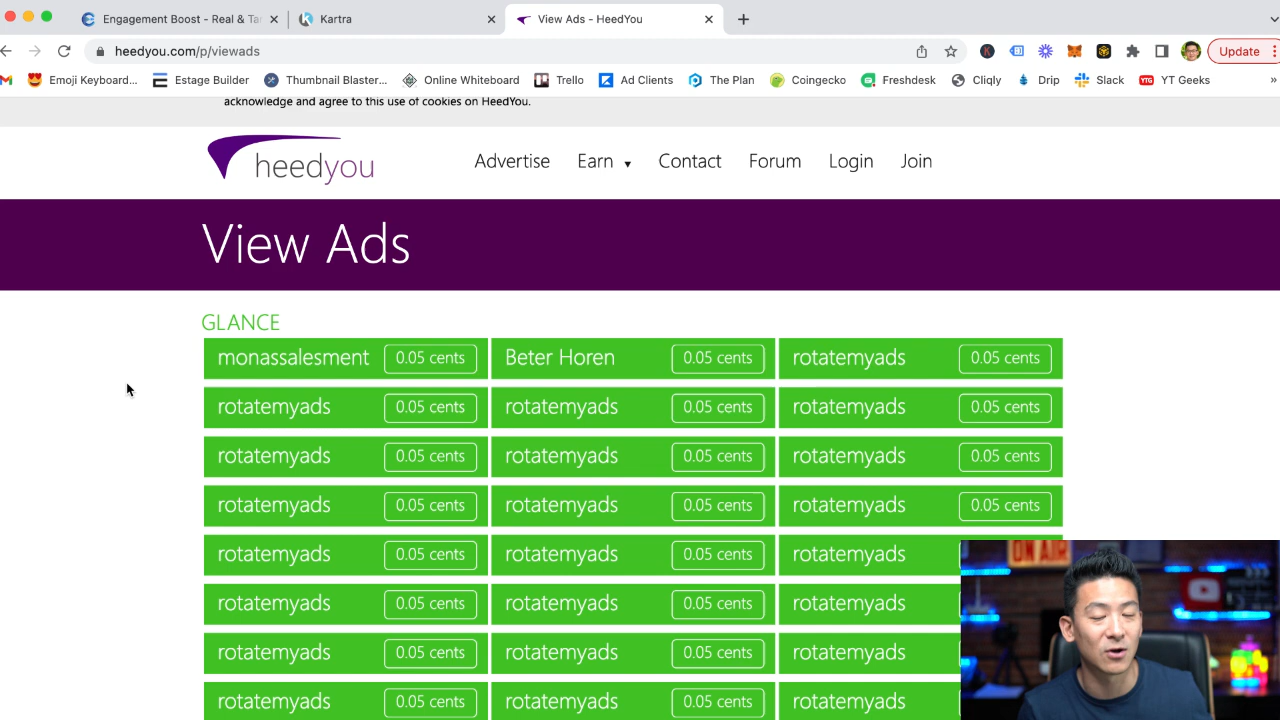 Engagement Boost - Real & Ta
Kartra
View Ads - HeedYou
heedyou.com/p/viewads
Update
Emoji Keyboard...
Estage Builder
Thumbnail Blaster...
Online Whiteboard
Trello
Ad Clients
The Plan
Coingecko
Freshdesk
Cliqly
Drip
Slack
YTG
YT Geeks
»
acknowledge and agree to this use of cookies on HeedYou.
heedyou
Advertise
Earn
Contact
Forum
Login
Join
View Ads
GLANCE
monassalesment 0.05 cents
Beter Horen 0.05 cents
rotatemyads 0.05 cents
rotatemyads 0.05 cents
rotatemyads 0.05 cents
rotatemyads 0.05 cents
rotatemyads 0.05 cents
rotatemyads 0.05 cents
rotatemyads 0.05 cents
rotatemyads 0.05 cents
rotatemyads 0.05 cents
rotatemyads 0.05 cents
rotatemyads 0.05 cents
rotatemyads 0.05 cents
rotatemyads
rotatemyads 0.05 cents
rotatemyads 0.05 cents
rotatemyads
rotatemyads 0.05 cents
rotatemyads 0.05 cents
rotatemyads
rotatemyads 0.05 cents
rotatemyads 0.05 cents
rotatemyads
ON AIR